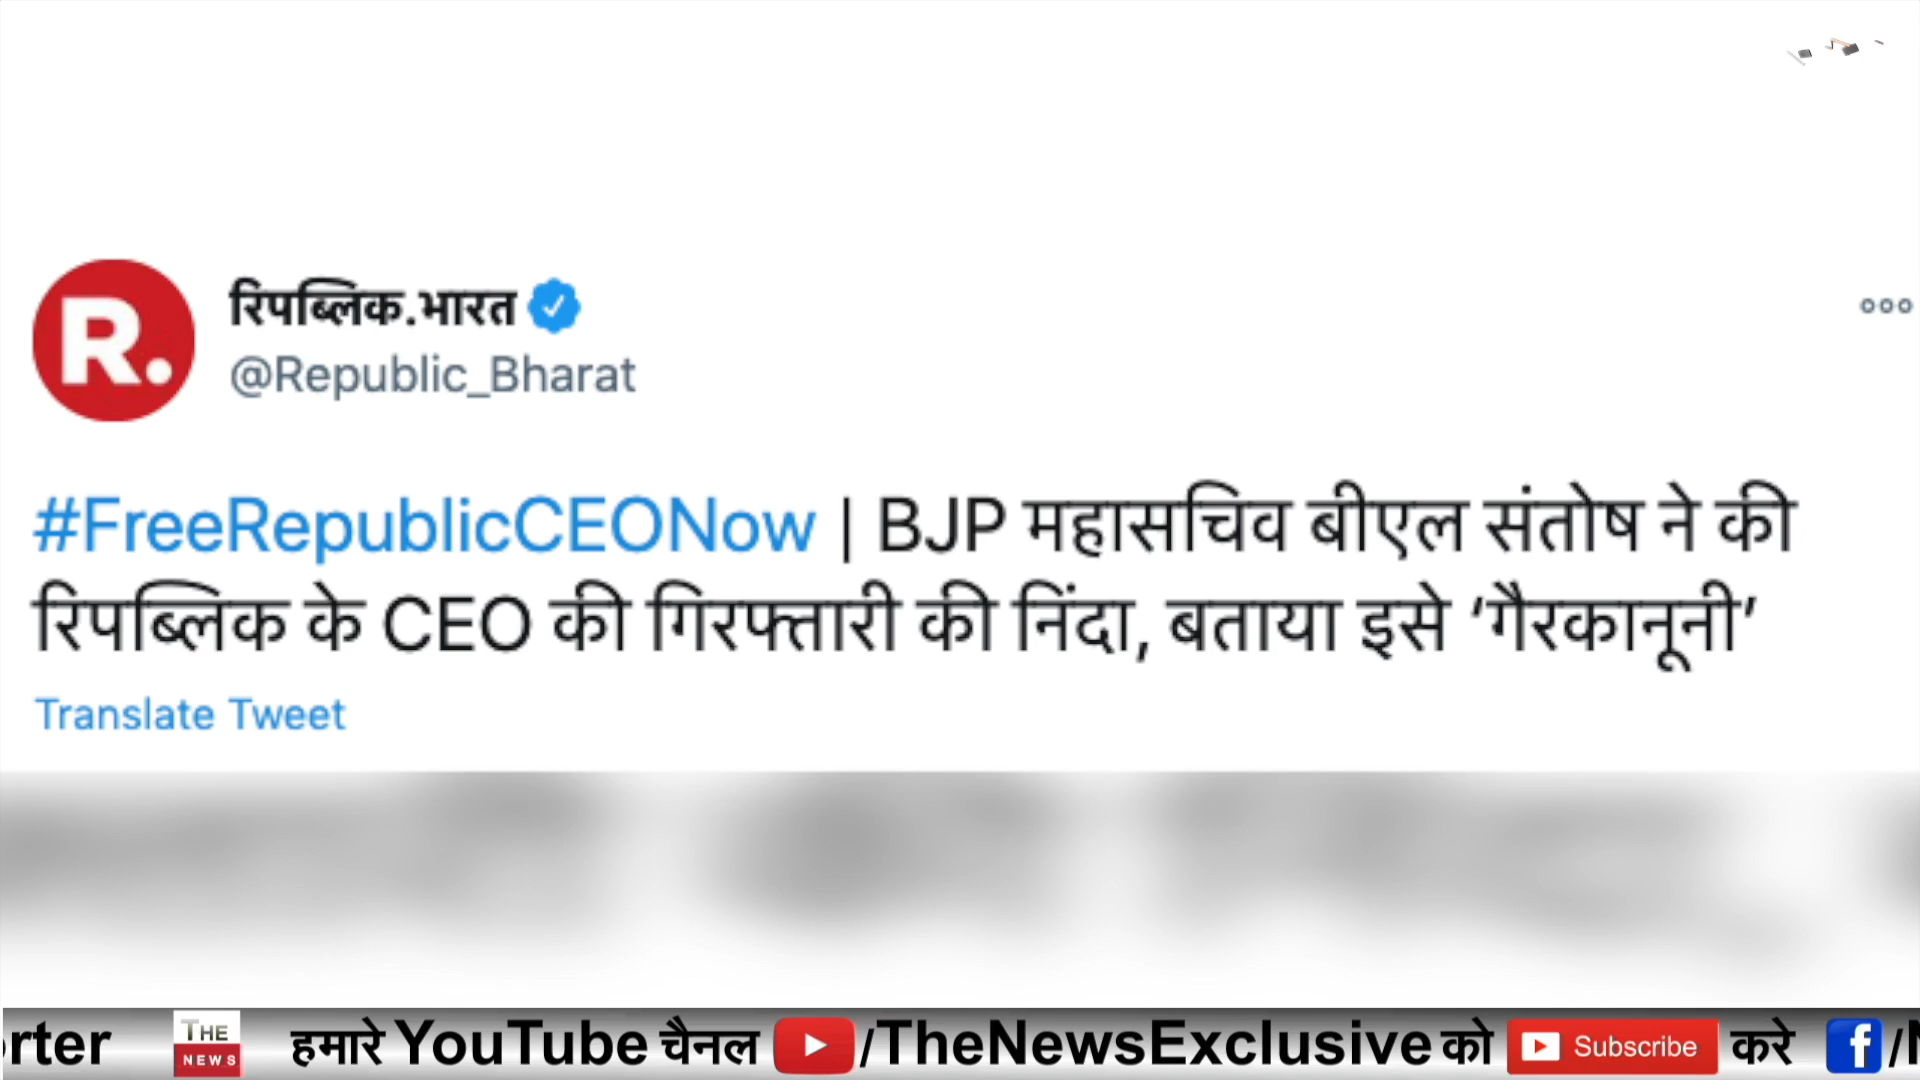 रिपब्लिक.भारत
@Republic_Bharat
#FreeRepublicCEONow | BJP महासचिव बीएल संतोष ने की
रिपब्लिक के CEO की गिरफ्तारी की निंदा, बताया इसे ‘गैरकानूनी’
Translate Tweet
rter THE NEWS हमारे YouTube चैनल /TheNewsExclusive को Subscribe करे f /